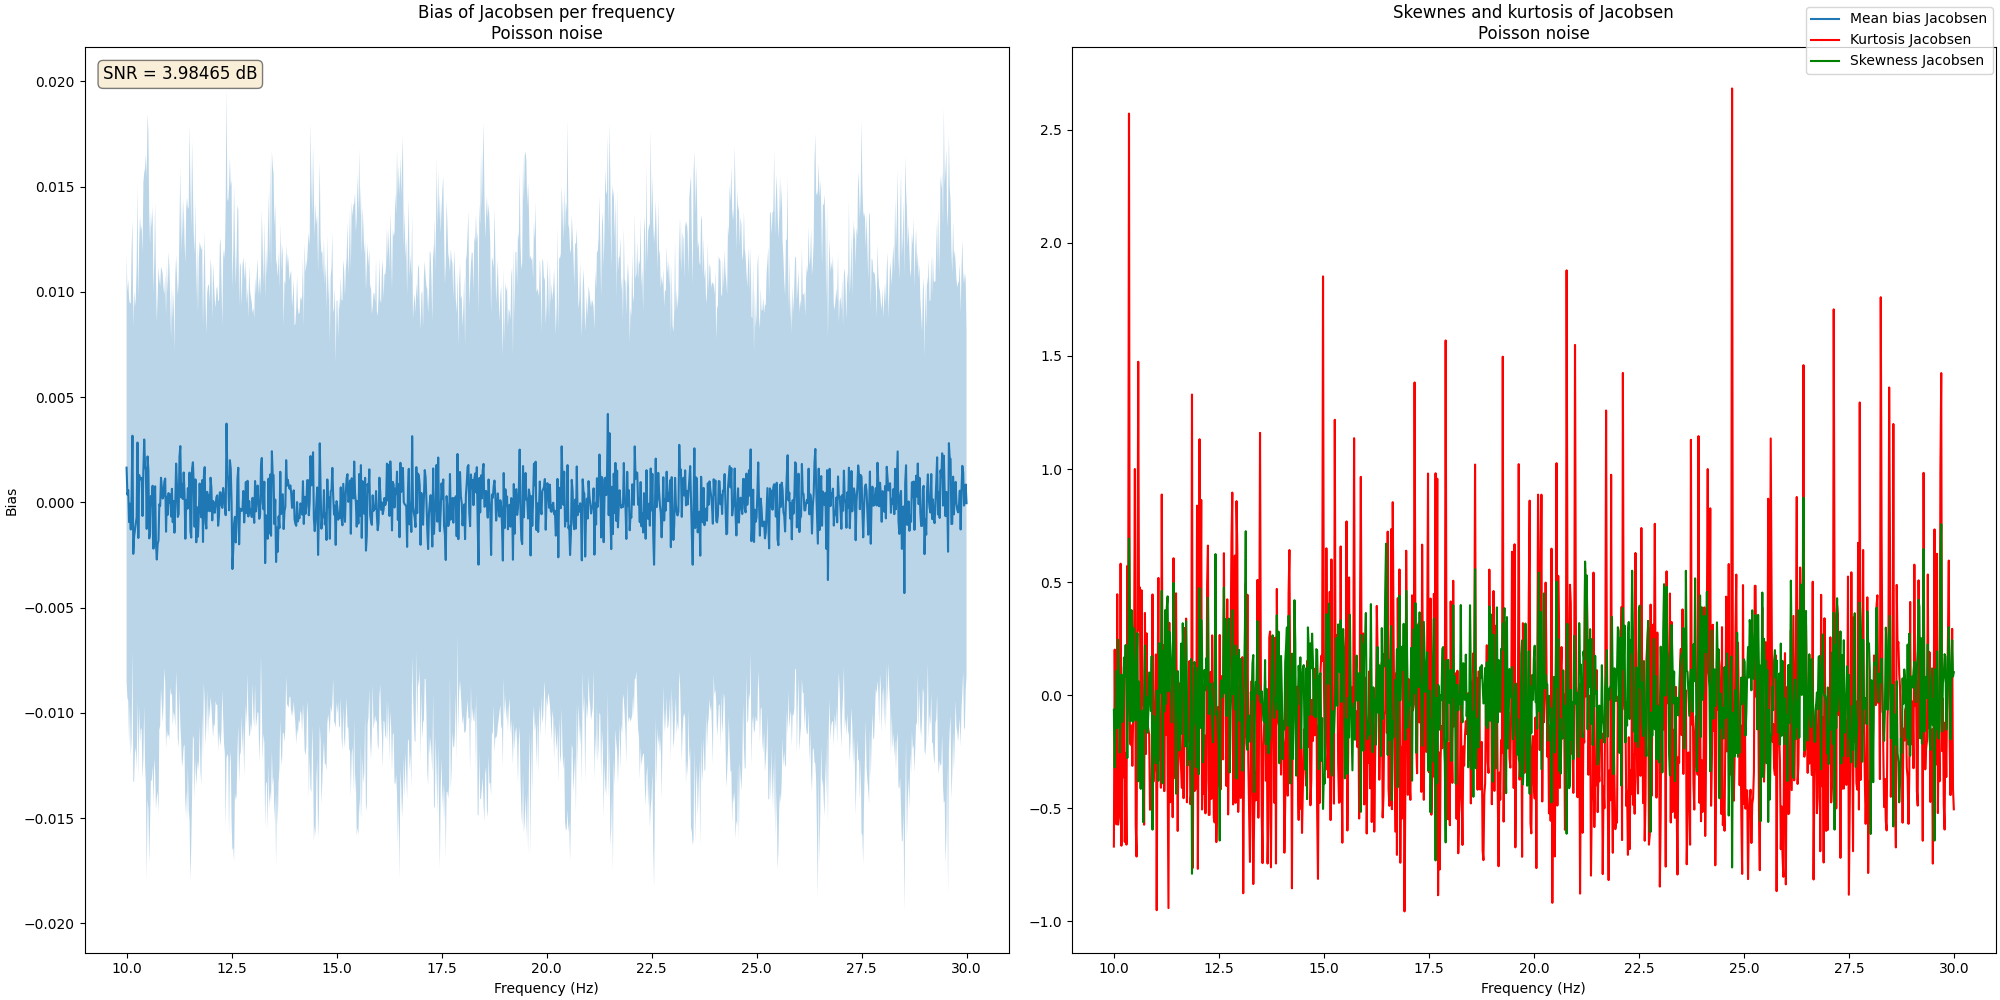 Bias of Jacobsen per frequency
Poisson noise
SNR = 3.98465 dB
0.020
0.015
0.010
0.005
0.000
−0.005
−0.010
−0.015
−0.020
Bias
10.0 12.5 15.0 17.5 20.0 22.5 25.0 27.5 30.0
Frequency (Hz)
Skewnes and kurtosis of Jacobsen
Poisson noise
Mean bias Jacobsen
Kurtosis Jacobsen
Skewness Jacobsen
2.5
2.0
1.5
1.0
0.5
0.0
−0.5
−1.0
10.0 12.5 15.0 17.5 20.0 22.5 25.0 27.5 30.0
Frequency (Hz)